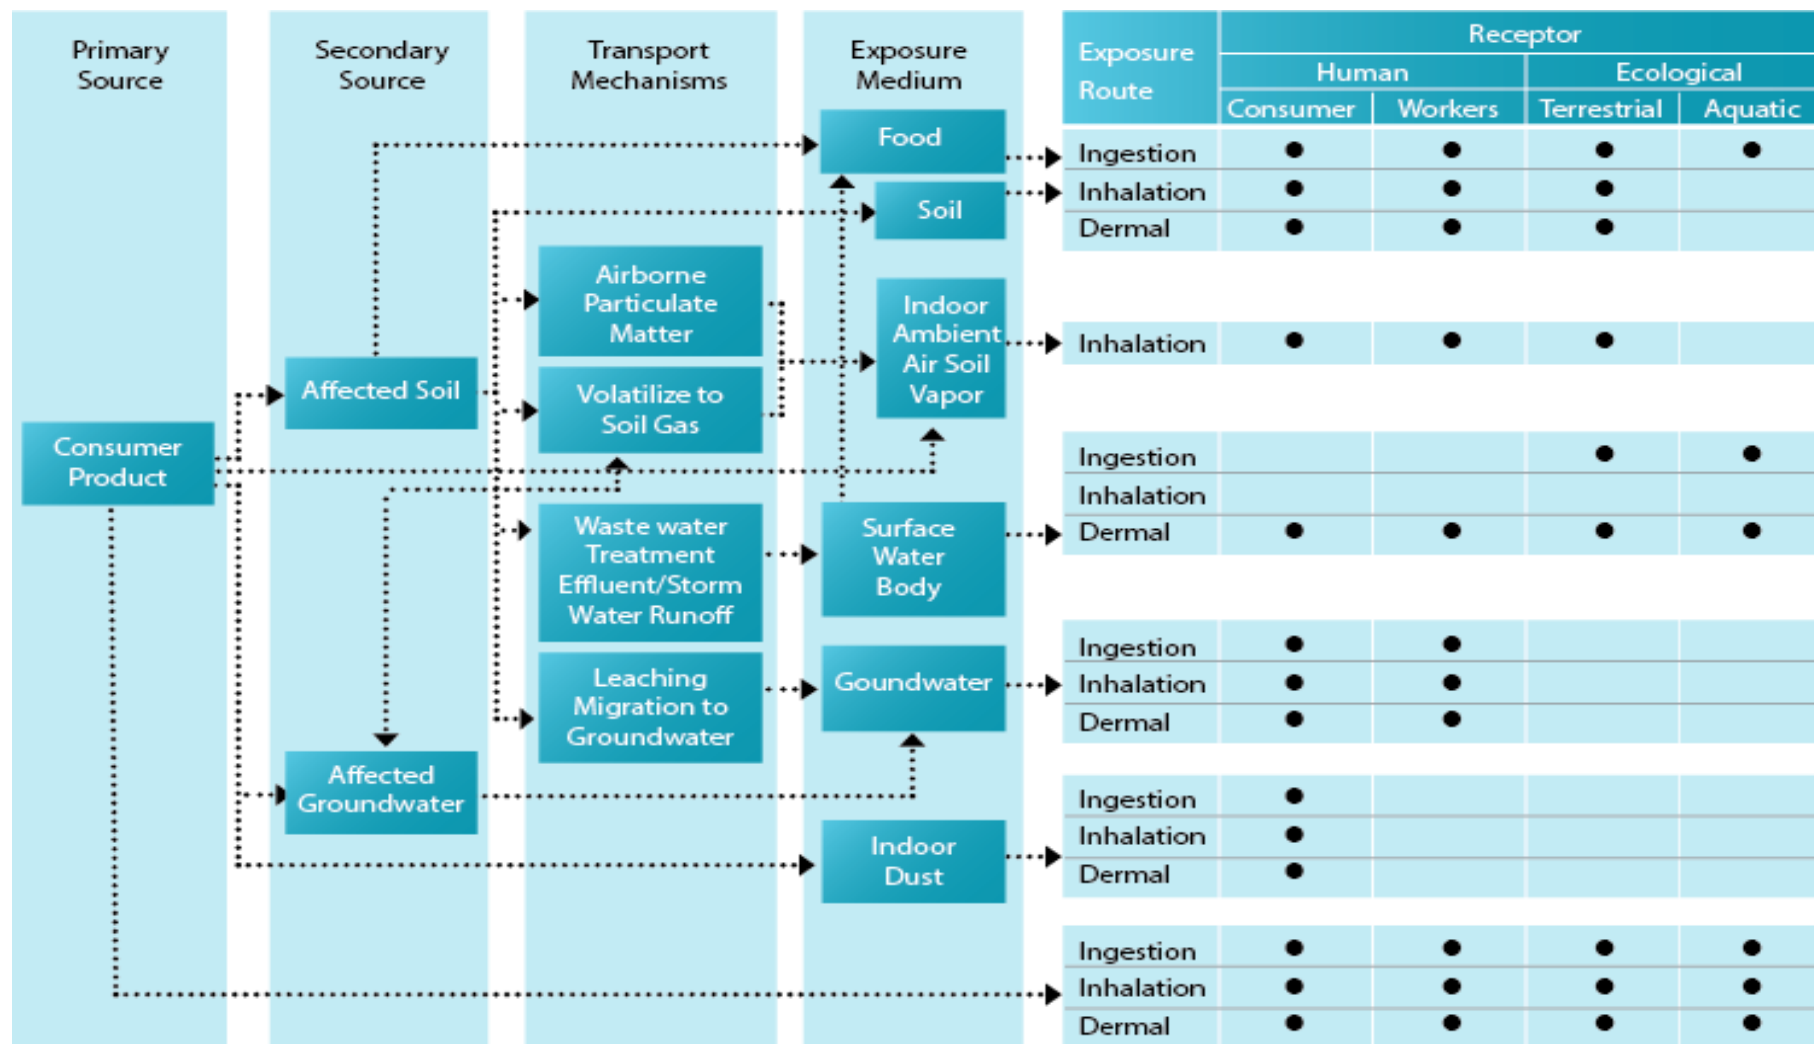 Primary
Source
Secondary
Source
Transport
Mechanisms
Exposure
Medium
Exposure
Route
Receptor
Human
Ecological
Consumer
Workers
Terrestrial
Aquatic
Food
Soil
Airborne
Particulate
Matter
Indoor
Ambient
Air Soil
Vapor
Affected Soil
Volatilize to
Soil Gas
Consumer
Product
Waste water
Treatment
Effluent/Storm
Water Runoff
Surface
Water
Body
Leaching
Migration to
Groundwater
Goundwater
Affected
Groundwater
Indoor
Dust
Ingestion
Inhalation
Dermal
Inhalation
Ingestion
Inhalation
Dermal
Ingestion
Inhalation
Dermal
Ingestion
Inhalation
Dermal
Ingestion
Inhalation
Dermal